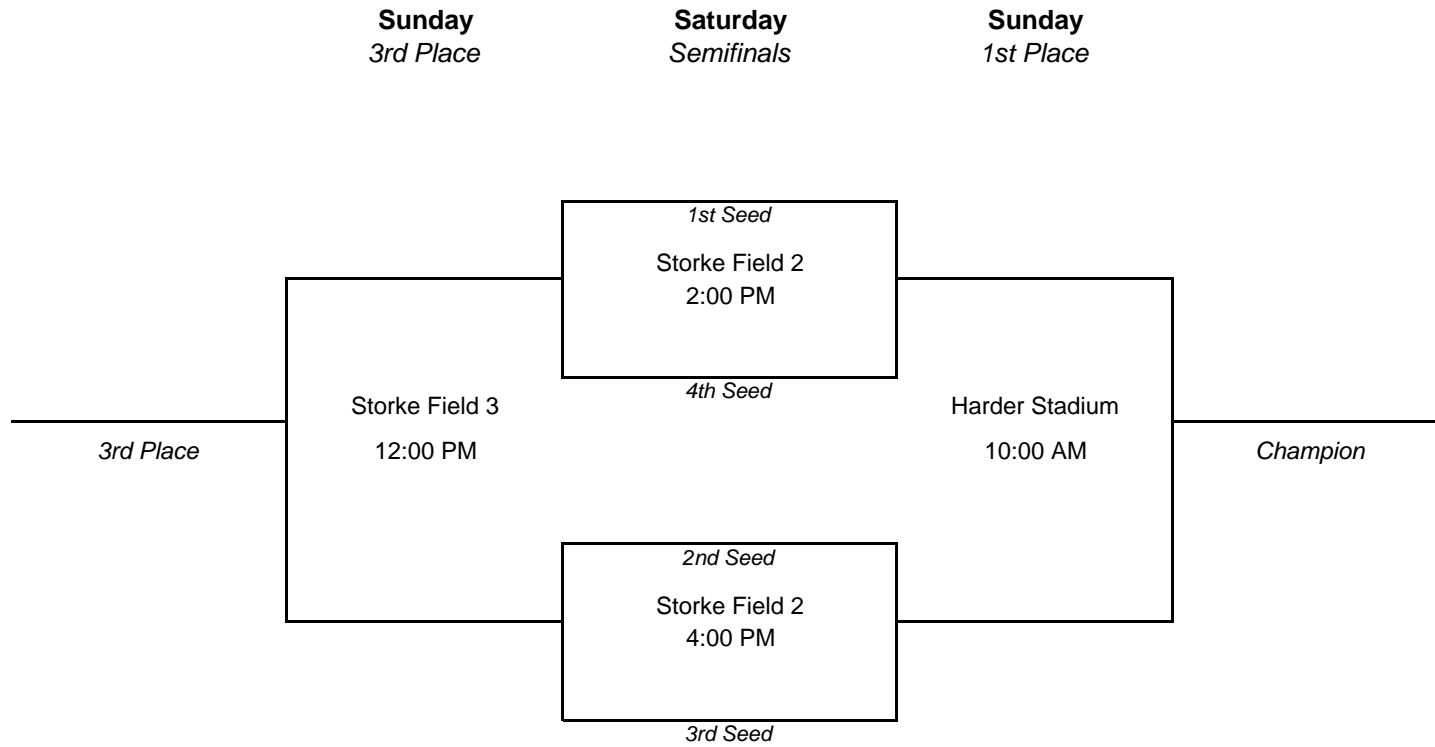 Sunday
3rd Place
Saturday
Semifinals
Sunday
1st Place
1st Seed
Storke Field 2
2:00 PM
4th Seed
Storke Field 3
12:00 PM
3rd Place
Harder Stadium
10:00 AM
Champion
2nd Seed
Storke Field 2
4:00 PM
3rd Seed